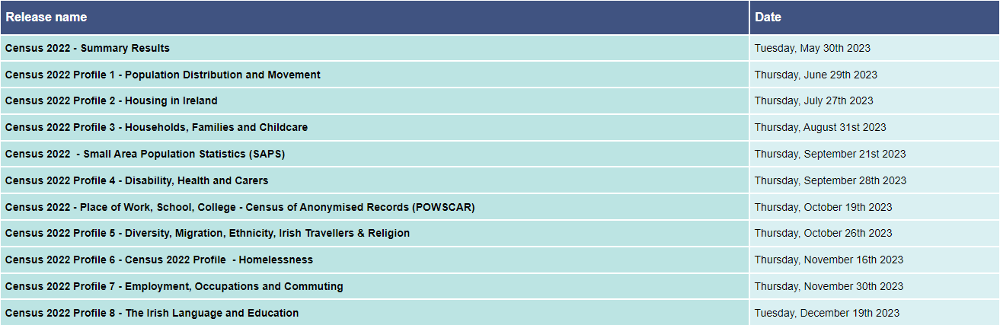 Release name Date
Census 2022 - Summary Results Tuesday, May 30th 2023
Census 2022 Profile 1 - Population Distribution and Movement Thursday, June 29th 2023
Census 2022 Profile 2 - Housing in Ireland Thursday, July 27th 2023
Census 2022 Profile 3 - Households, Families and Childcare Thursday, August 31st 2023
Census 2022  - Small Area Population Statistics (SAPS) Thursday, September 21st 2023
Census 2022 Profile 4 - Disability, Health and Carers Thursday, September 28th 2023
Census 2022 - Place of Work, School, College - Census of Anonymised Records (POWSCAR) Thursday, October 19th 2023
Census 2022 Profile 5 - Diversity, Migration, Ethnicity, Irish Travellers & Religion Thursday, October 26th 2023
Census 2022 Profile 6 - Census 2022 Profile  - Homelessness Thursday, November 16th 2023
Census 2022 Profile 7 - Employment, Occupations and Commuting Thursday, November 30th 2023
Census 2022 Profile 8 - The Irish Language and Education Tuesday, December 19th 2023